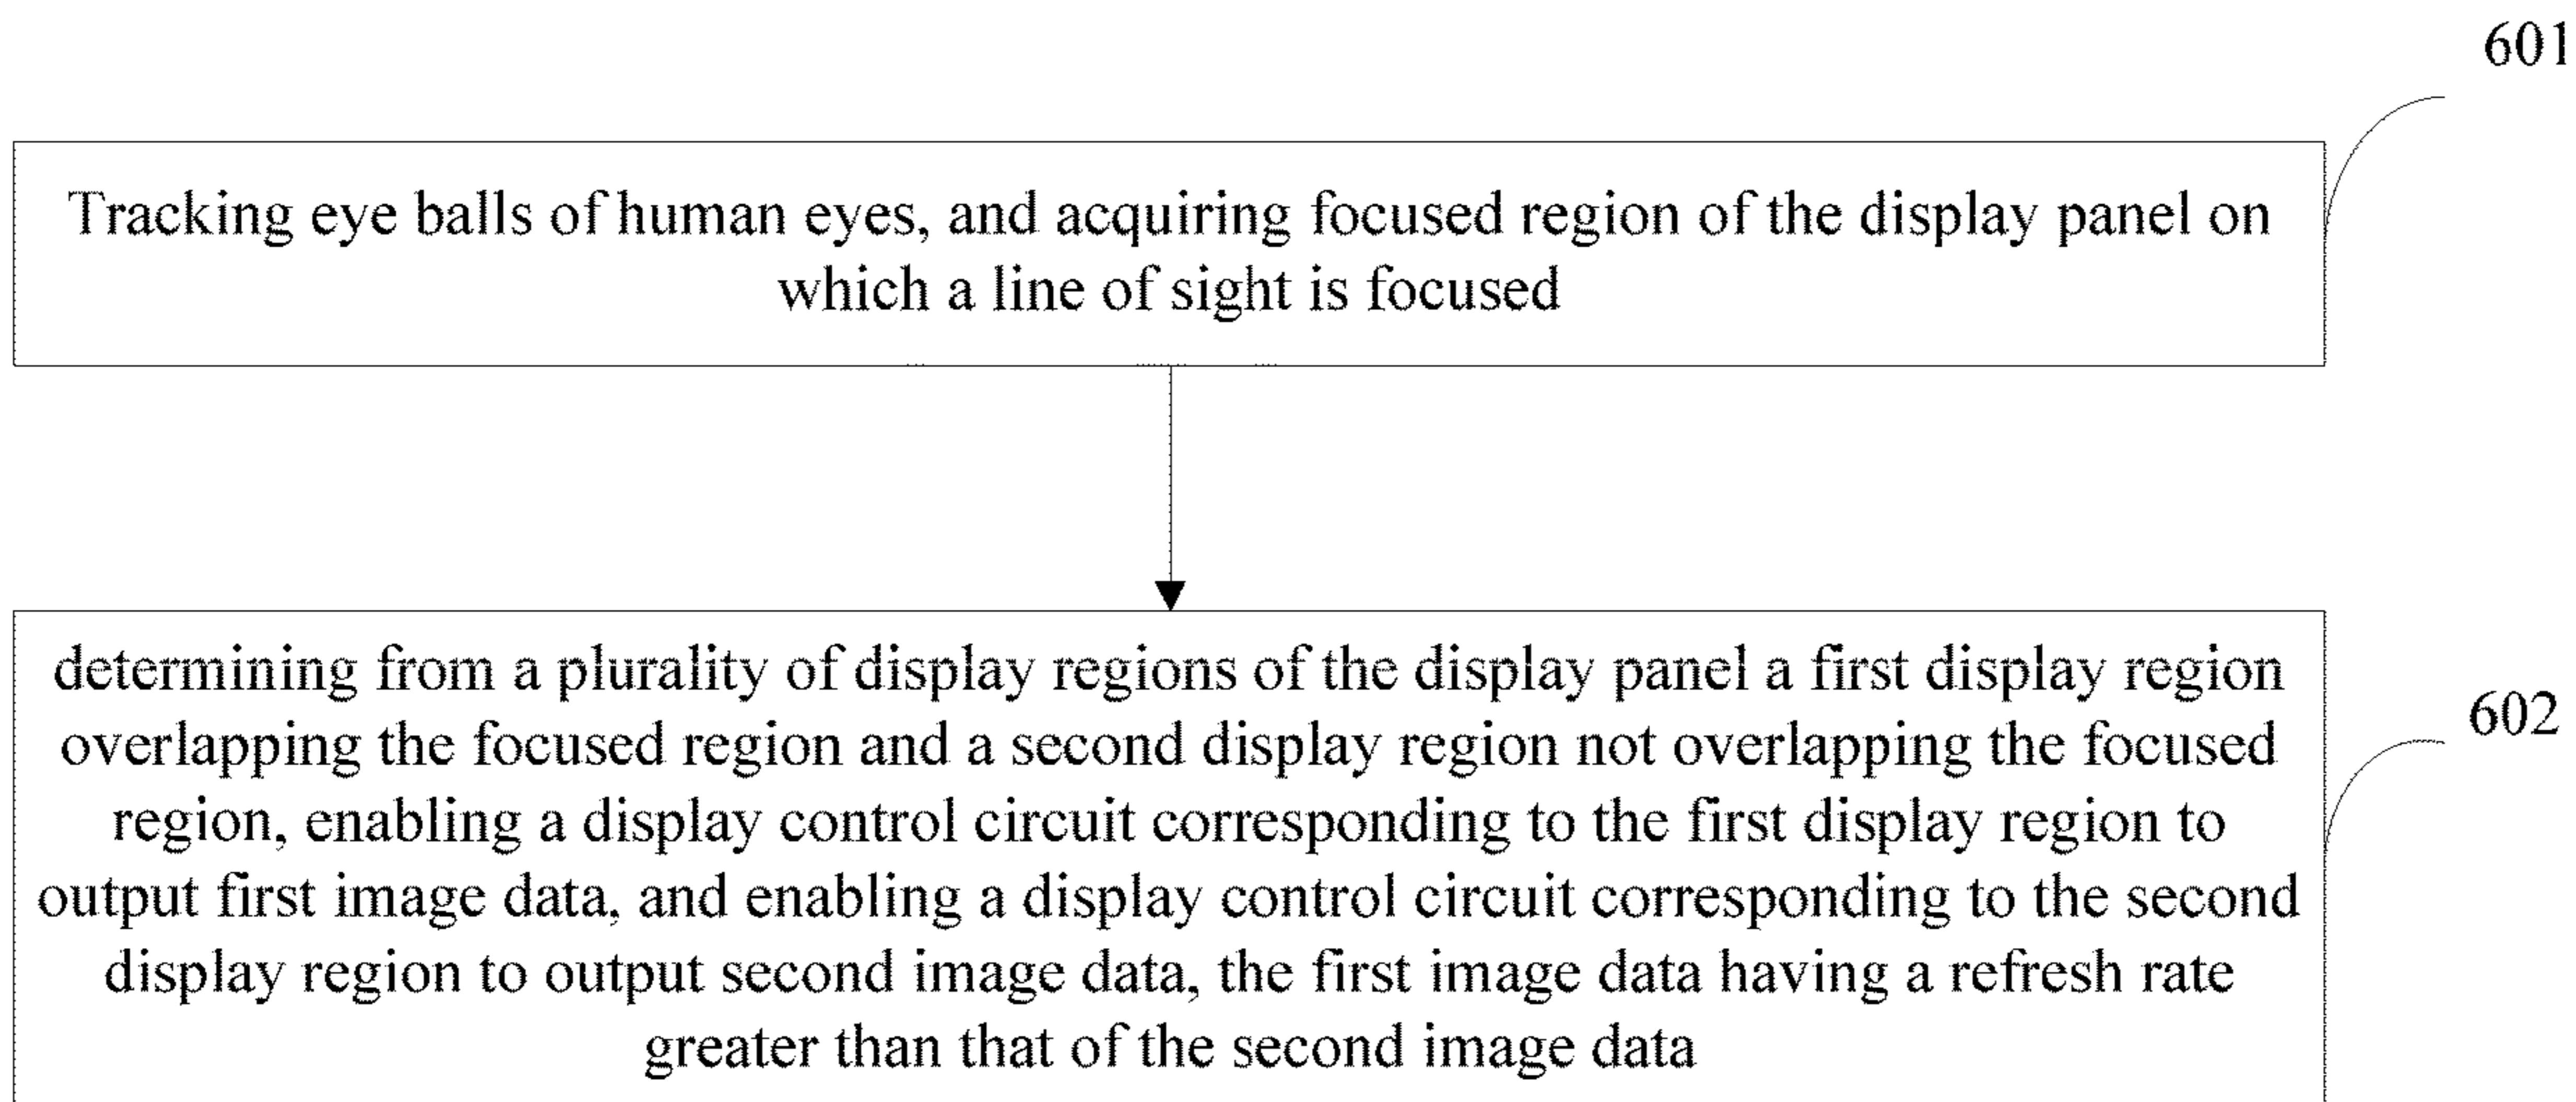 601
Tracking eye balls of human eyes, and acquiring focused region of the display panel on
which a line of sight is focused
determining from a plurality of display regions of the display panel a first display region
overlapping the focused region and a second display region not overlapping the focused
602
region, enabling a display control circuit corresponding to the first display region to
output first image data, and enabling a display control circuit corresponding to the second
display region to output second image data, the first image data having a refresh rate
greater than that of the second image data